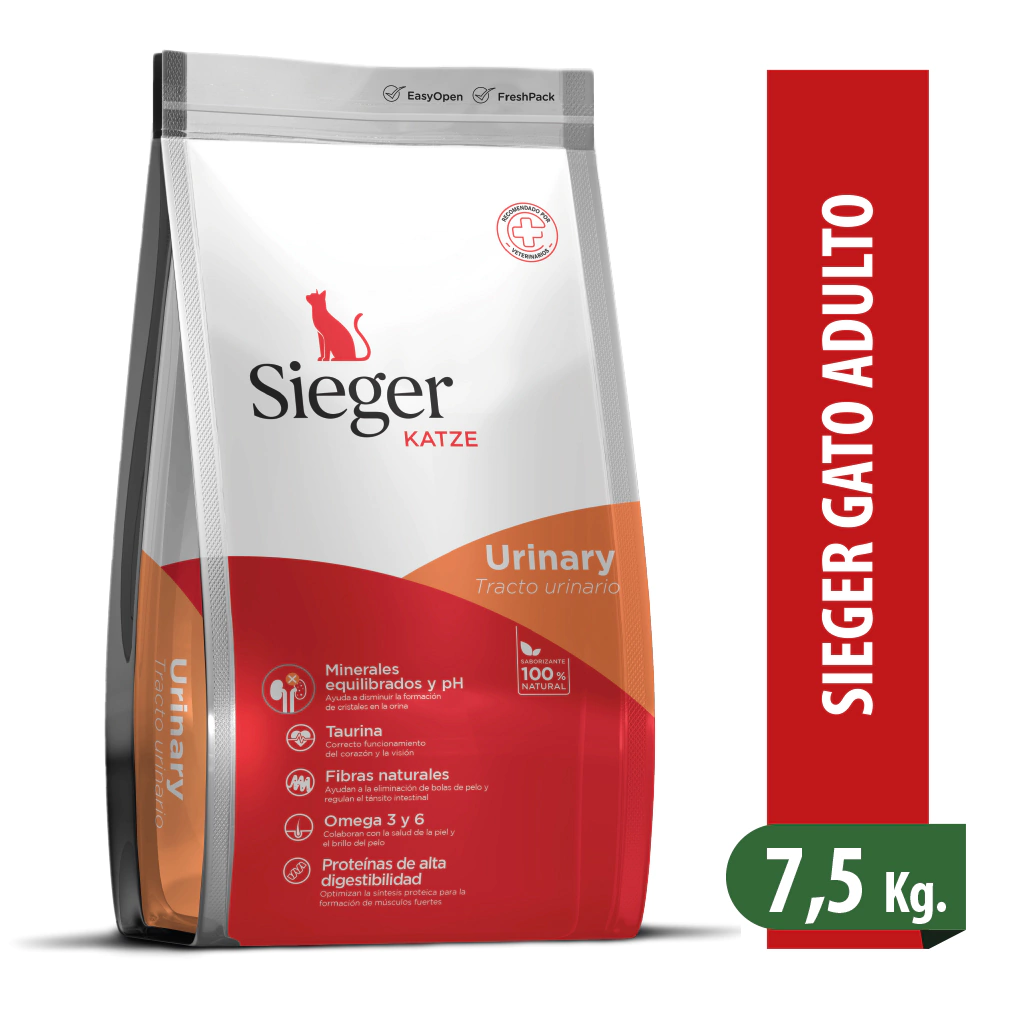 EasyOpen FreshPack
RECOMENDADO POR
VETERINARIOS
Sieger
KATZE
Urinary
Tracto urinario
SABORIZANTE
100 %
NATURAL
Minerales
equilibrados y pH
Ayuda a disminuir la formación
de cristales en la orina
Taurina
Correcto funcionamiento
del corazón y la visión
Fibras naturales
Ayudan a la eliminación de bolas de pelo y
regulan el tánsito intestinal
Omega 3 y 6
Colaboran con la salud de la piel y
el brillo del pelo
Proteínas de alta
digestibilidad
Optimizan la síntesis proteica para la
formación de músculos fuertes
Urinary
Tracto urinario
SIEGER GATO ADULTO
7,5 Kg.